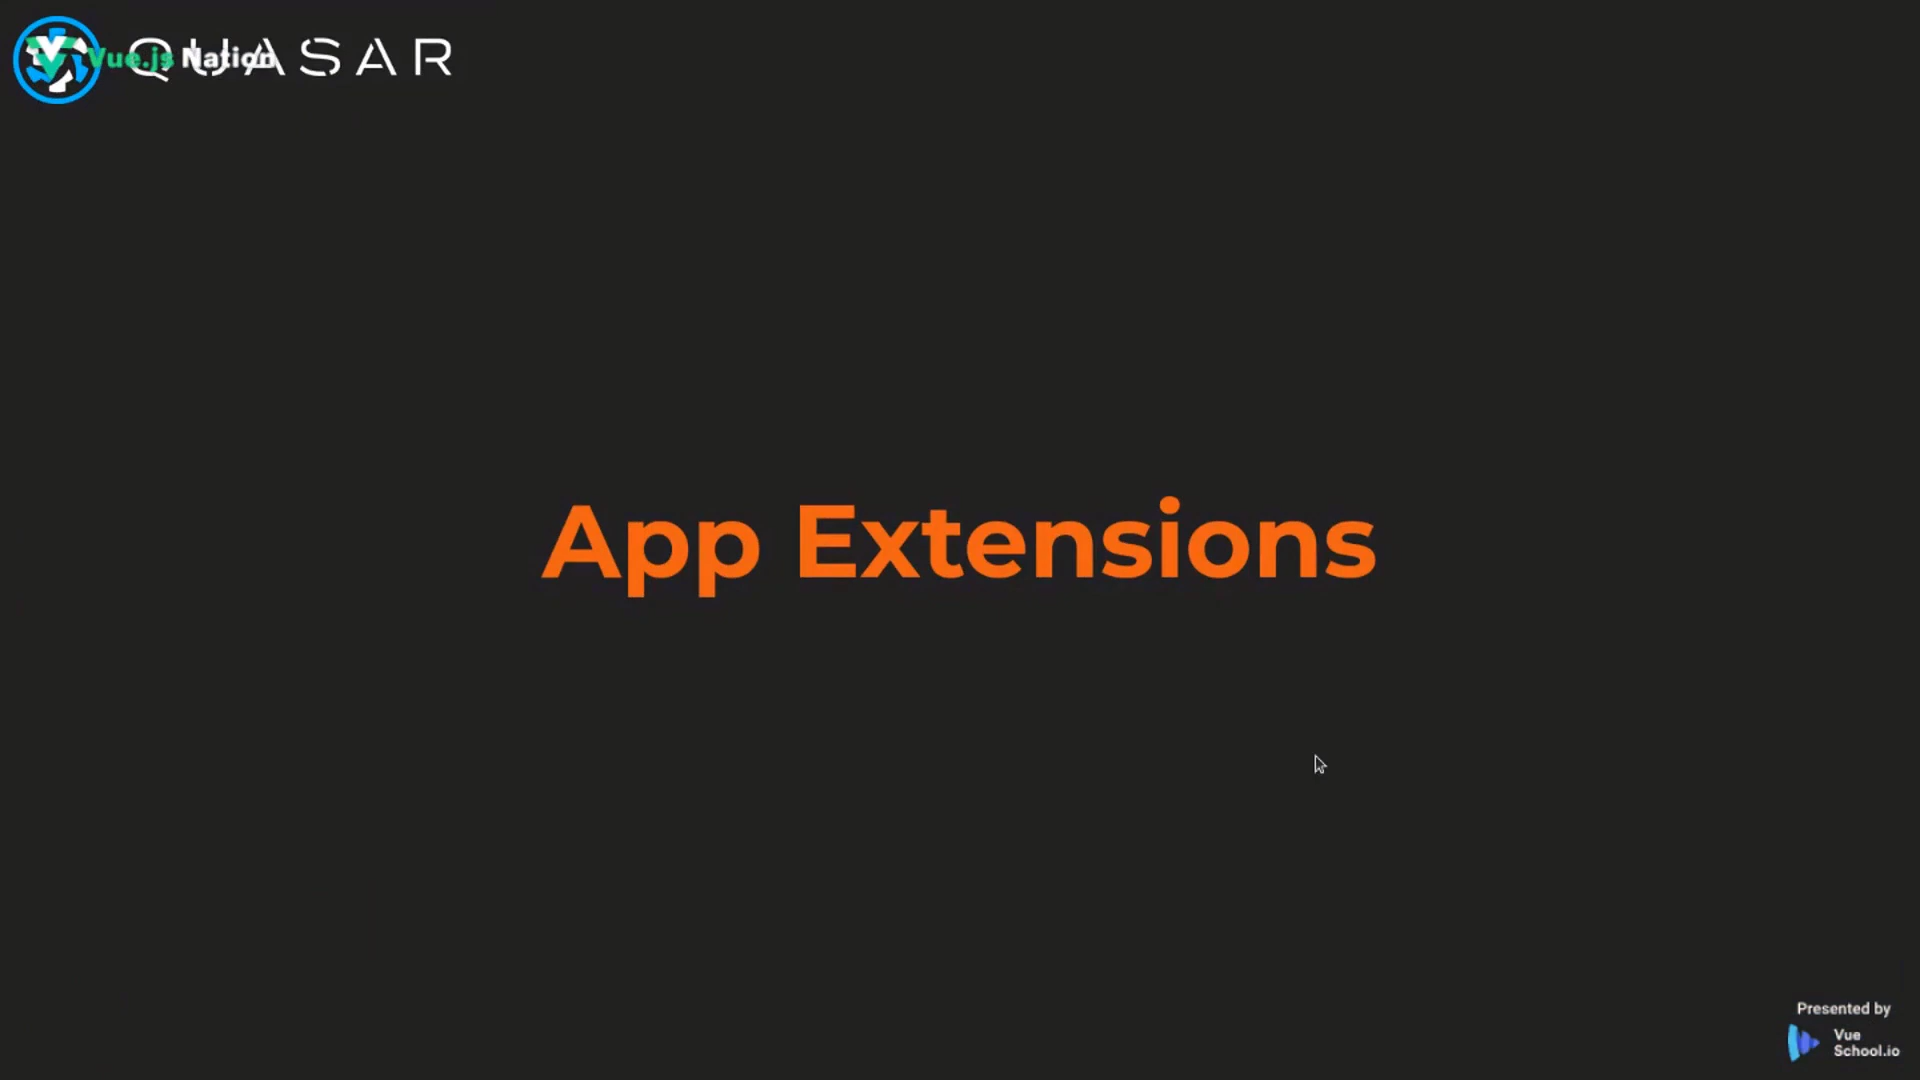 QUASAR
Vue.js Nation
App Extensions
Presented by
Vue
School.io